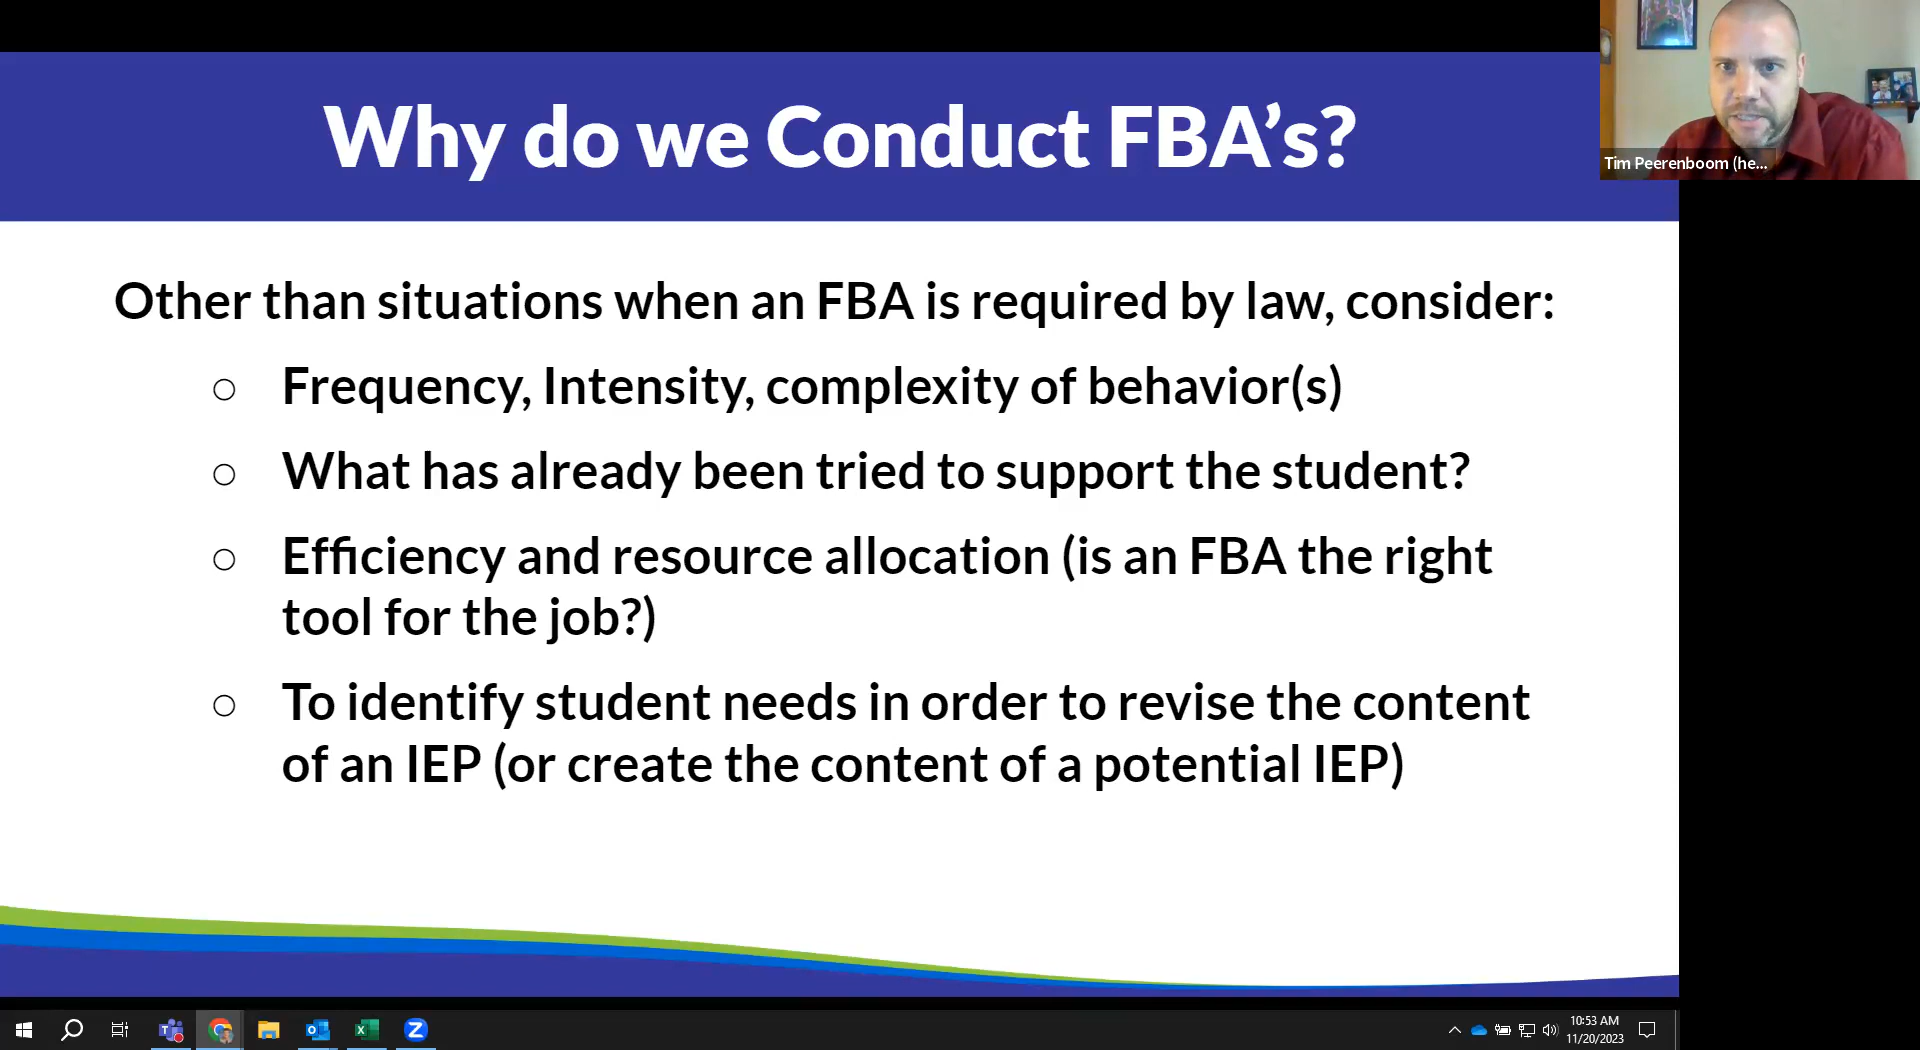 Why do we Conduct FBA's?
Tim Peerenboom (he...
Other than situations when an FBA is required by law, consider:
○ Frequency, Intensity, complexity of behavior(s)
○ What has already been tried to support the student?
○ Efficiency and resource allocation (is an FBA the right
tool for the job?)
○ To identify student needs in order to revise the content
of an IEP (or create the content of a potential IEP)
10:53 AM
11/20/2023